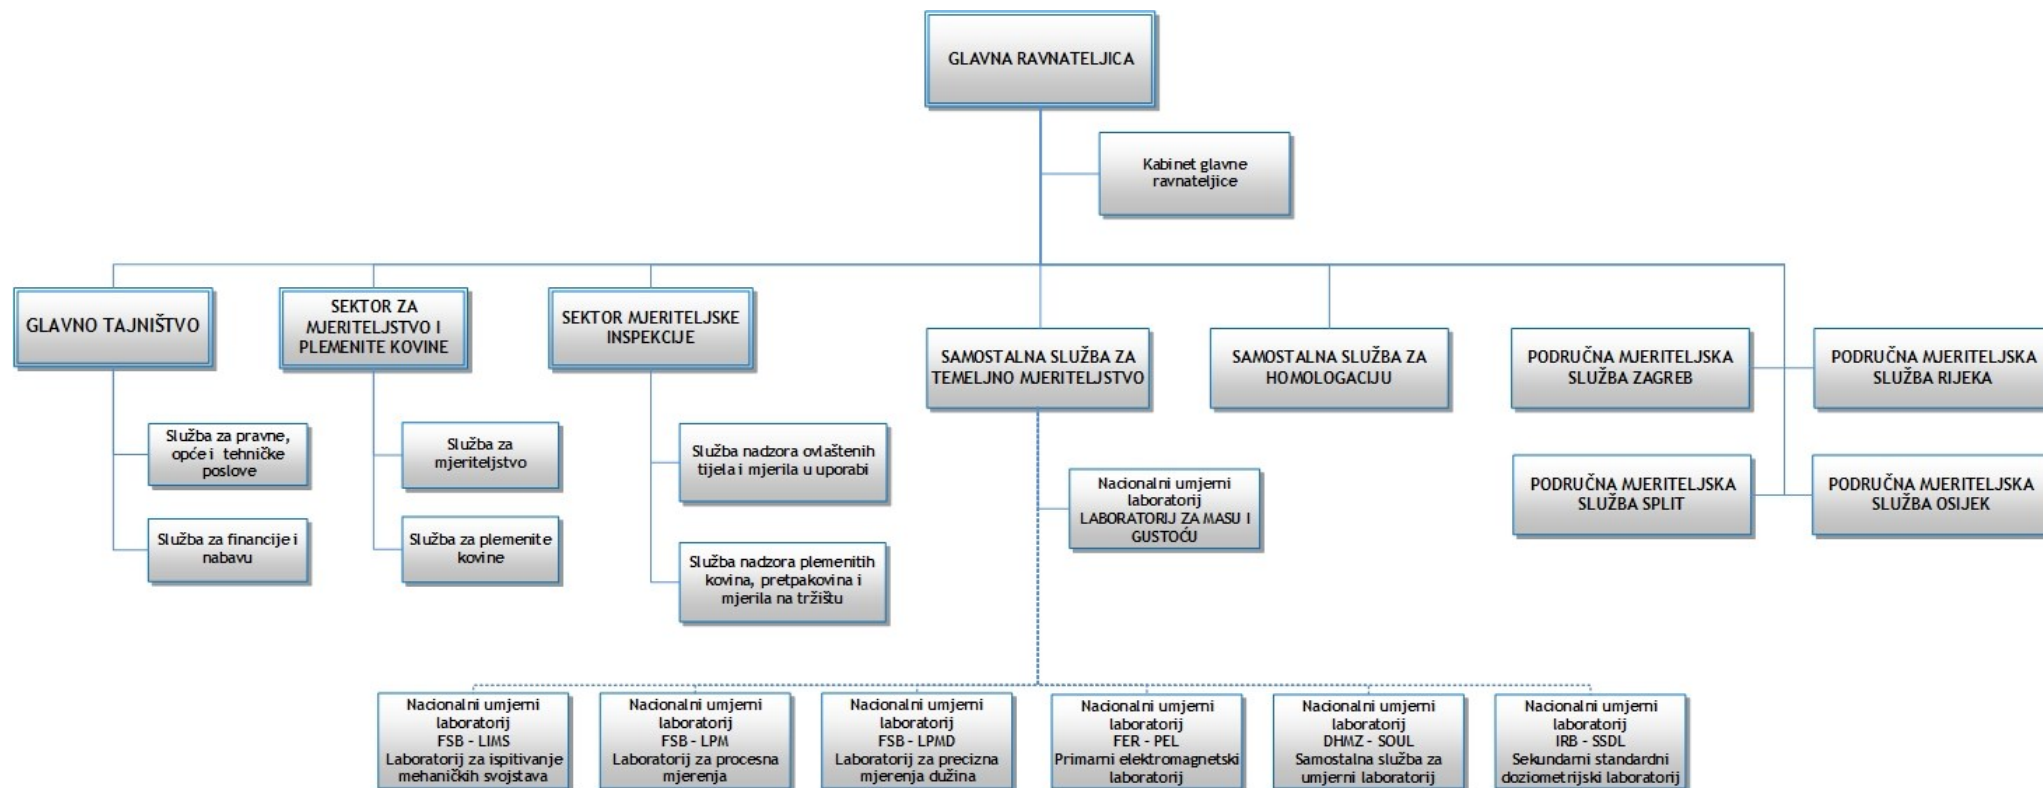 GLAVNA RAVNATELJICA
Kabinet glavne
ravnateljice
GLAVNO TAJNIŠTVO
SEKTOR ZA
MJERITELJSTVO I
PLEMENITE KOVINE
SEKTOR MJERITELJSKE
INSPEKCIJE
SAMOSTALNA SLUŽBA ZA
TEMELJNO MJERITELJSTVO
SAMOSTALNA SLUŽBA ZA
HOMOLOGACIJU
PODRUČNA MJERITELJSKA
SLUŽBA ZAGREB
PODRUČNA MJERITELJSKA
SLUŽBA RIJEKA
Služba za pravne,
opće i tehničke
poslove
Služba za
mjeriteljstvo
Služba nadzora ovlaštenih
tijela i mjerila u uporabi
Nacionalni umjerni
laboratorij
LABORATORIJ ZA MASU I
GUSTOĆU
PODRUČNA MJERITELJSKA
SLUŽBA SPLIT
PODRUČNA MJERITELJSKA
SLUŽBA OSIJEK
Služba za financije i
nabavu
Služba za plemenite
kovine
Služba nadzora plemenitih
kovina, pretpakovina i
mjerila na tržištu
Nacionalni umjerni
laboratorij
FSB - LIMS
Laboratorij za ispitivanje
mehaničkih svojstava
Nacionalni umjerni
laboratorij
FSB - LPM
Laboratorij za procesna
mjerenja
Nacionalni umjerni
laboratorij
FSB - LPMD
Laboratorij za precizna
mjerenja dužina
Nacionalni umjerni
laboratorij
FER - PEL
Primarni elektromagnetski
laboratorij
Nacionalni umjerni
laboratorij
DHMZ - SOUL
Samostalna služba za
umjerni laboratorij
Nacionalni umjerni
laboratorij
IRB - SSDL
Sekundarni standardni
doziometrijski laboratorij